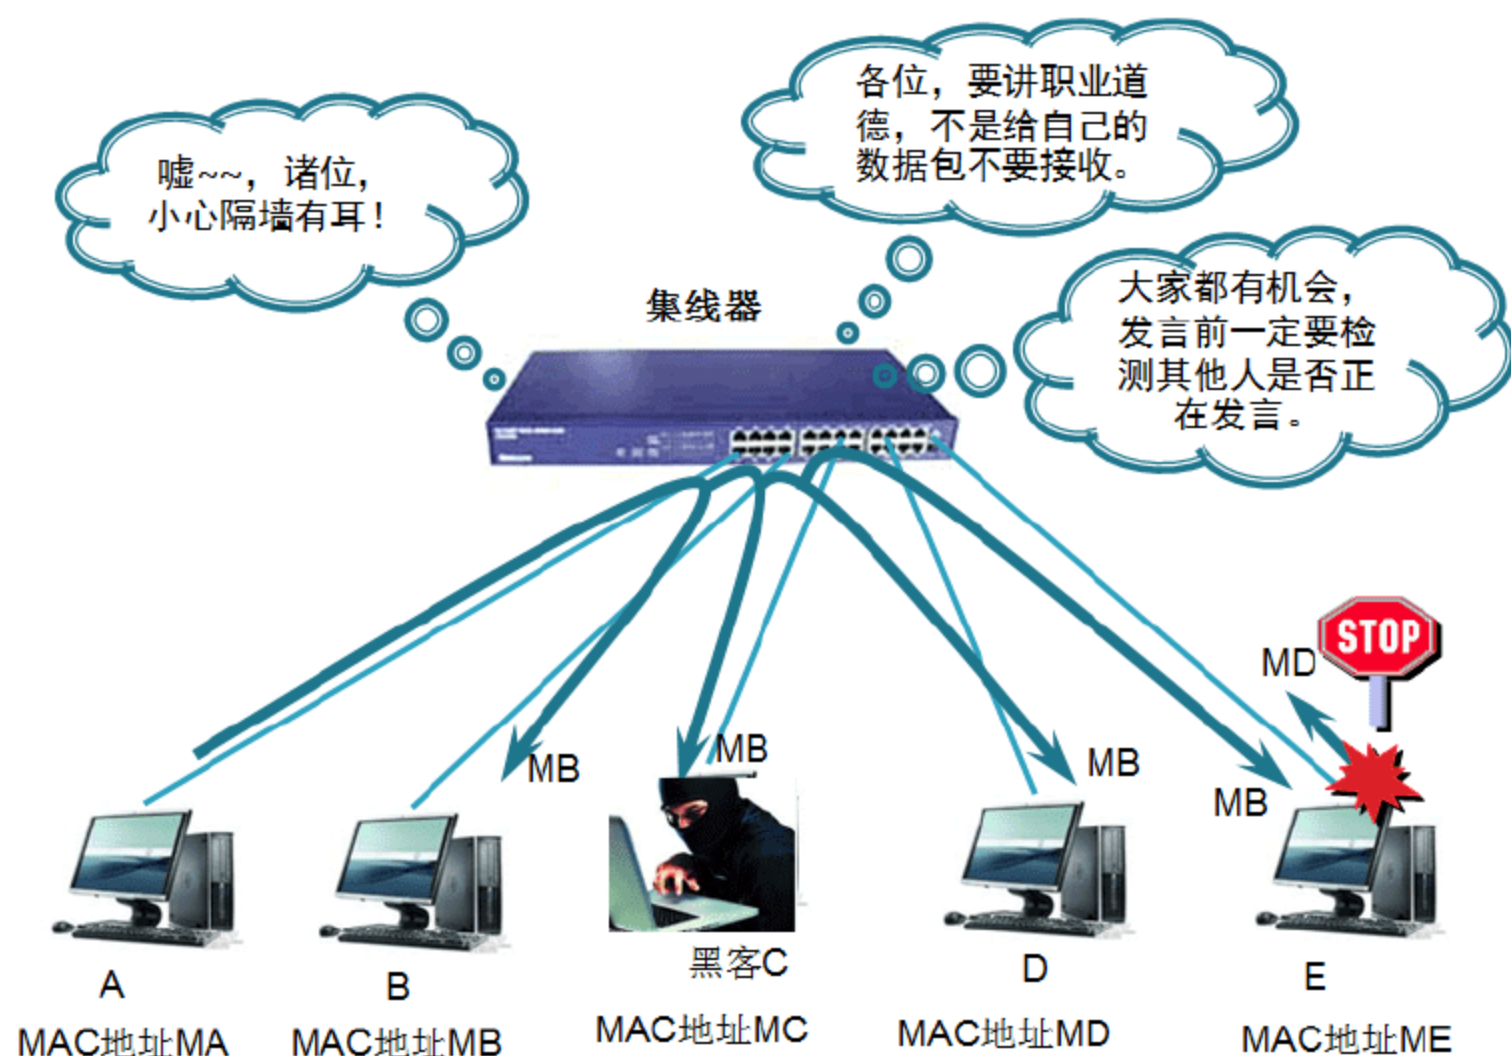 各位，要讲职业道
德，不是给自己的
数据包不要接收。
嘘~~，诸位，
小心隔墙有耳！
大家都有机会，
发言前一定要检
测其他人是否正
在发言。
集线器
STOP
MD
MB
MB
MB
MB
A
B
黑客C
D
E
MAC地址MA
MAC地址MB
MAC地址MC
MAC地址MD
MAC地址ME